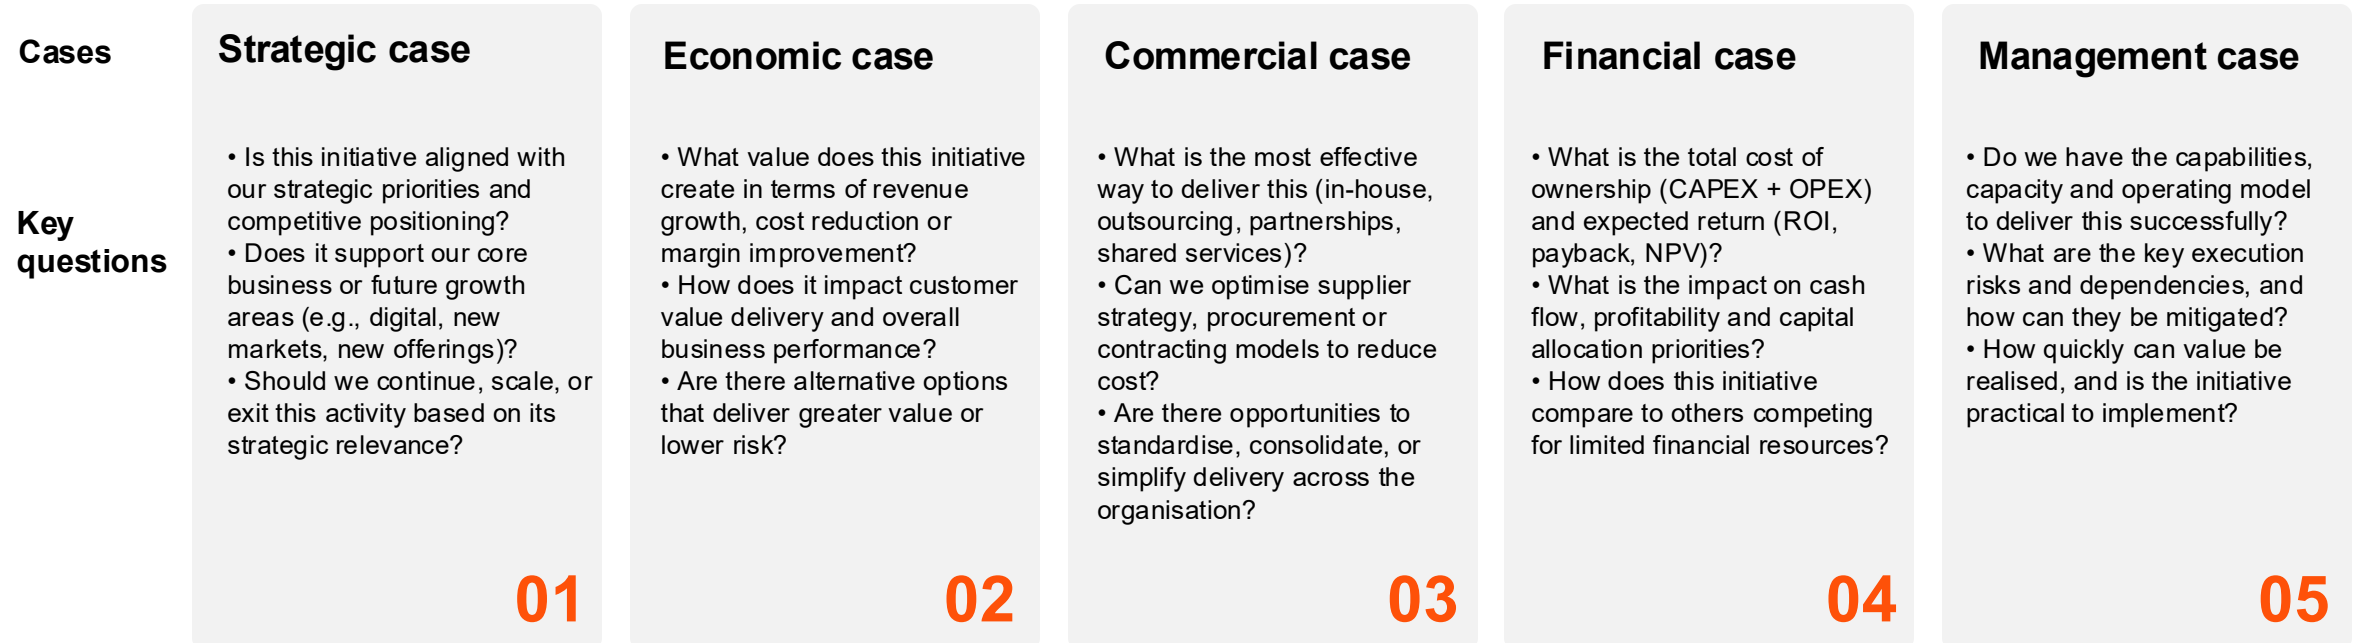 Cases
Strategic case
Economic case
Commercial case
Financial case
Management case
Key
questions
• Is this initiative aligned with
our strategic priorities and
competitive positioning?
• Does it support our core
business or future growth
areas (e.g., digital, new
markets, new offerings)?
• Should we continue, scale, or
exit this activity based on its
strategic relevance?
01
• What value does this initiative
create in terms of revenue
growth, cost reduction or
margin improvement?
• How does it impact customer
value delivery and overall
business performance?
• Are there alternative options
that deliver greater value or
lower risk?
02
• What is the most effective
way to deliver this (in-house,
outsourcing, partnerships,
shared services)?
• Can we optimise supplier
strategy, procurement or
contracting models to reduce
cost?
• Are there opportunities to
standardise, consolidate, or
simplify delivery across the
organisation?
03
• What is the total cost of
ownership (CAPEX + OPEX)
and expected return (ROI,
payback, NPV)?
• What is the impact on cash
flow, profitability and capital
allocation priorities?
• How does this initiative
compare to others competing
for limited financial resources?
04
• Do we have the capabilities,
capacity and operating model
to deliver this successfully?
• What are the key execution
risks and dependencies, and
how can they be mitigated?
• How quickly can value be
realised, and is the initiative
practical to implement?
05